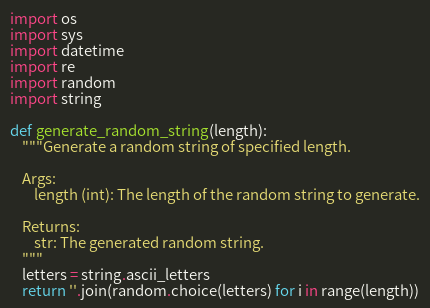 import os
import sys
import datetime
import re
import random
import string

def generate_random_string(length):
    """Generate a random string of specified length.

    Args:
        length (int): The length of the random string to generate.

    Returns:
        str: The generated random string.
    """
    letters = string.ascii_letters
    return ''.join(random.choice(letters) for i in range(length))